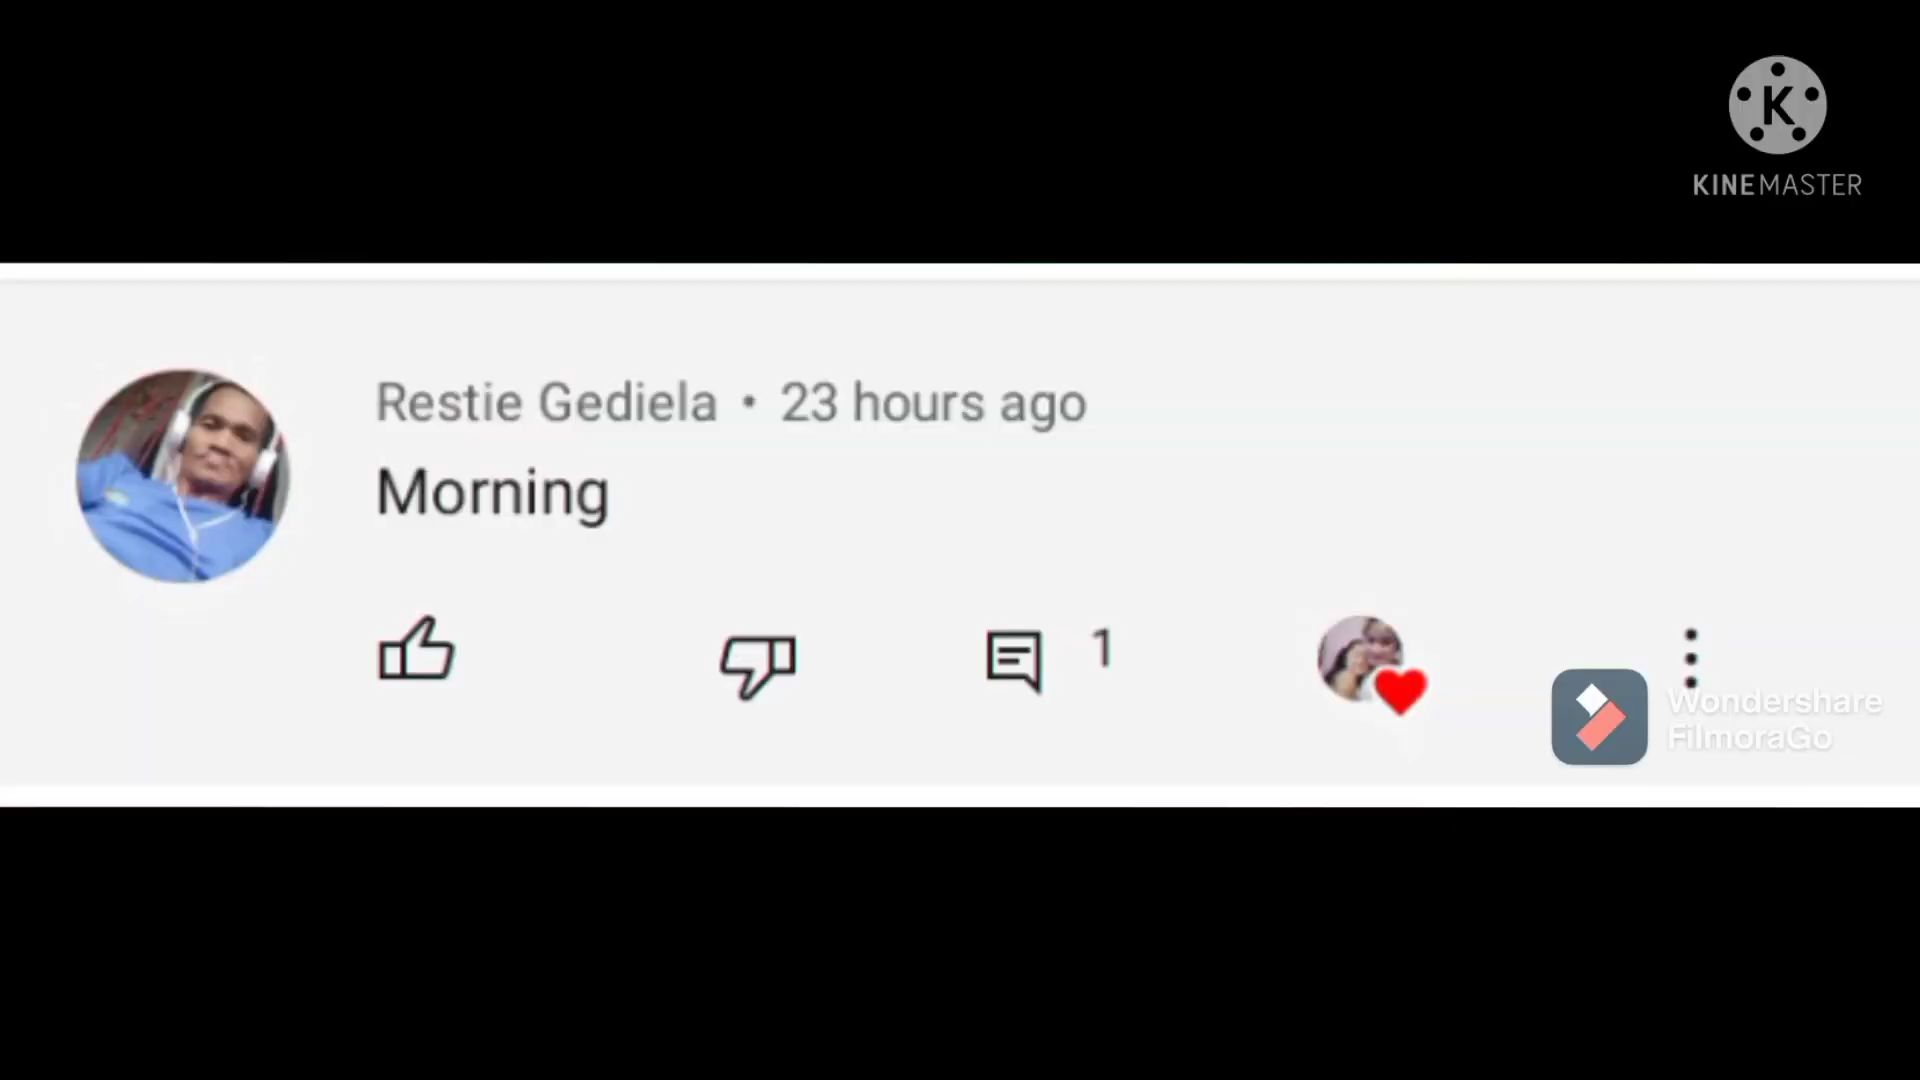 K
KINEMASTER
Restie Gediela • 23 hours ago
Morning
1
Wondershare
FilmoraGo